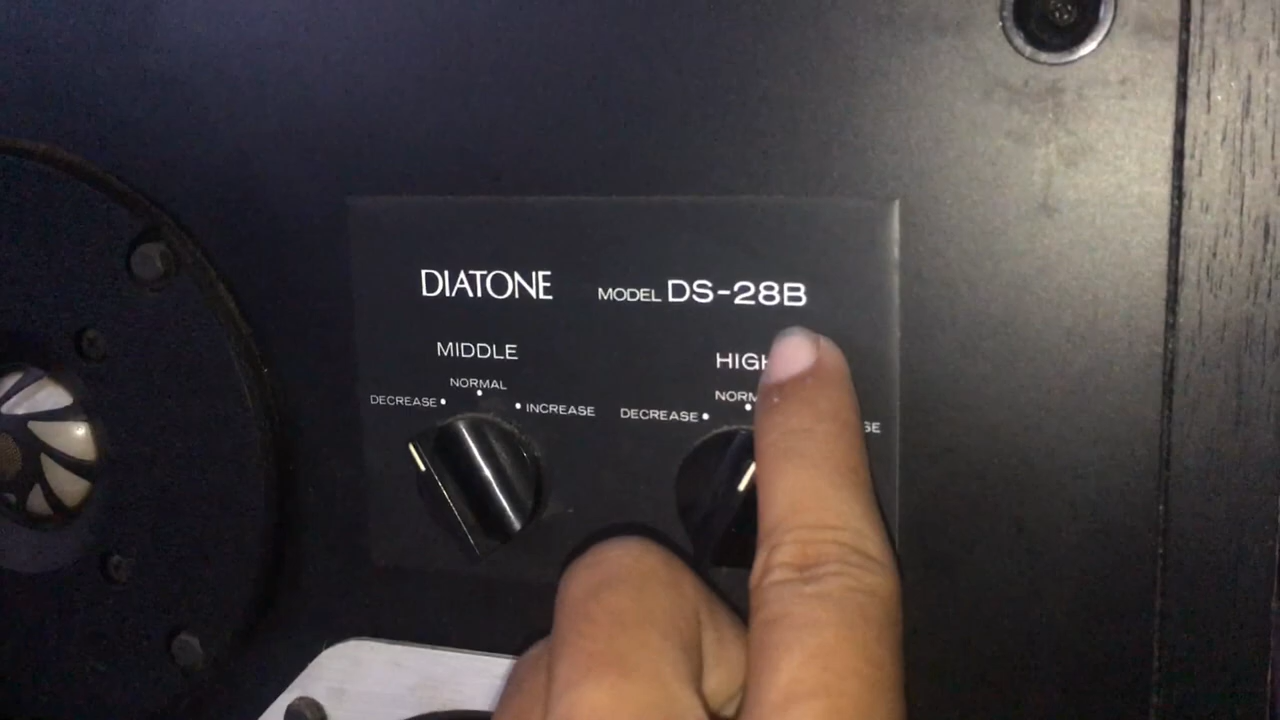 DIATONE MODEL DS-28B
MIDDLE
NORMAL
DECREASE INCREASE
DECREASE